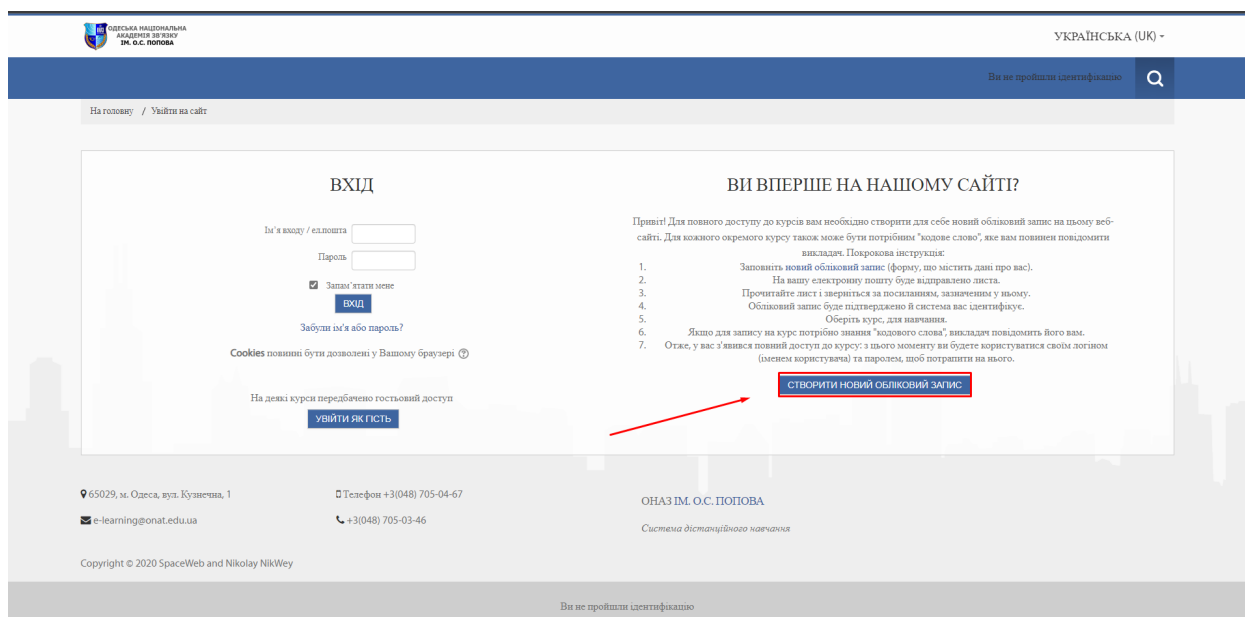 ОДЕСЬКА НАЦІОНАЛЬНА
АКАДЕМІЯ ЗВ'ЯЗКУ
ІМ. О.С. ПОПОВА
УКРАЇНСЬКА (UK)
Ви не пройшли ідентифікацію
На головну / Увійти на сайт
ВХІД
Ім'я входу / ел.пошта
Пароль
Запам'ятати мене
ВХІД
Забули ім'я або пароль?
Cookies повинні бути дозволені у Вашому браузері
На деякі курси передбачено гостьовий доступ
УВІЙТИ ЯК ГІСТЬ
ВИ ВПЕРШЕ НА НАШОМУ САЙТІ?
Привіт! Для повного доступу до курсів вам необхідно створити для себе новий обліковий запис на цьому веб-
сайті. Для кожного окремого курсу також може бути потрібним "кодове слово", яке вам повинен повідомити
викладач. Покрокова інструкція:
1. Заповніть новий обліковий запис (форму, що містить дані про вас).
2. На вашу електронну пошту буде відправлено листа.
3. Прочитайте лист і зверніться за посиланням, зазначеним у ньому.
4. Обліковий запис буде підтверджено й система вас ідентифікує.
5. Оберіть курс, для навчання.
6. Якщо для запису на курс потрібно знання "кодового слова", викладач повідомить його вам.
7. Отже, у вас з'явився повний доступ до курсу: з цього моменту ви будете користуватися своїм логіном
(іменем користувача) та паролем, щоб потрапити на нього.
СТВОРИТИ НОВИЙ ОБЛІКОВИЙ ЗАПИС
65029, м. Одеса, вул. Кузнечна, 1
e-learning@onat.edu.ua
Телефон +3(048) 705-04-67
+3(048) 705-03-46
ОНАЗ ІМ. О.С. ПОПОВА
Система дістанційного навчання
Copyright © 2020 SpaceWeb and Nikolay NikWey
Ви не пройшли ідентифікацію